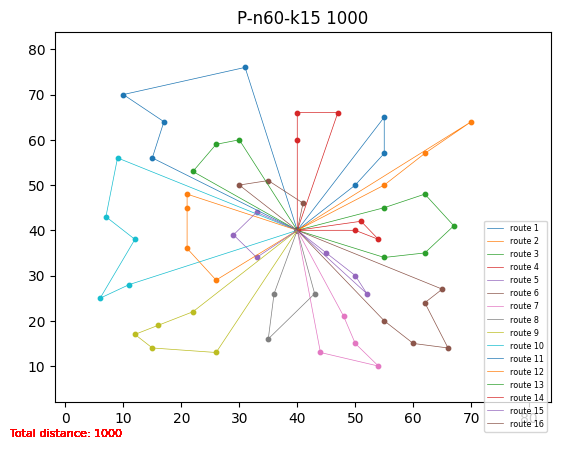 P-n60-k15 1000
80
70
60
50
40
30
20
10
0
10
20
30
40
50
60
70
route 1
route 2
route 3
route 4
route 5
route 6
route 7
route 8
route 9
route 10
route 11
route 12
route 13
route 14
route 15
route 16
Total distance: 1000